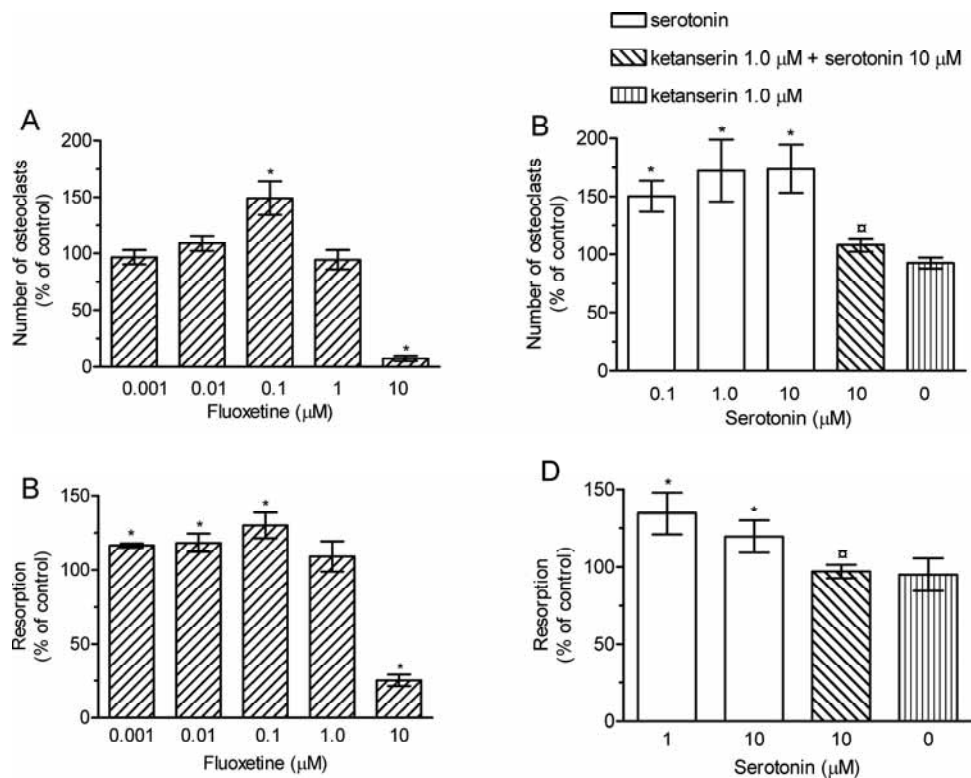 serotonin
ketanserin 1.0 μM + serotonin 10 μM
ketanserin 1.0 μM
A
Number of osteoclasts
(% of control)
200
150
100
50
0
*
*
0.001 0.01 0.1 1 10
Fluoxetine (μM)
B
Number of osteoclasts
(% of control)
200
150
100
50
0
* * * ¤
0.1 1.0 10 10 0
Serotonin (μM)
B
Resorption
(% of control)
150
100
50
0
* * * *
0.001 0.01 0.1 1.0 10
Fluoxetine (μM)
D
Resorption
(% of control)
150
100
50
0
* * ¤
1 10 10 0
Serotonin (μM)